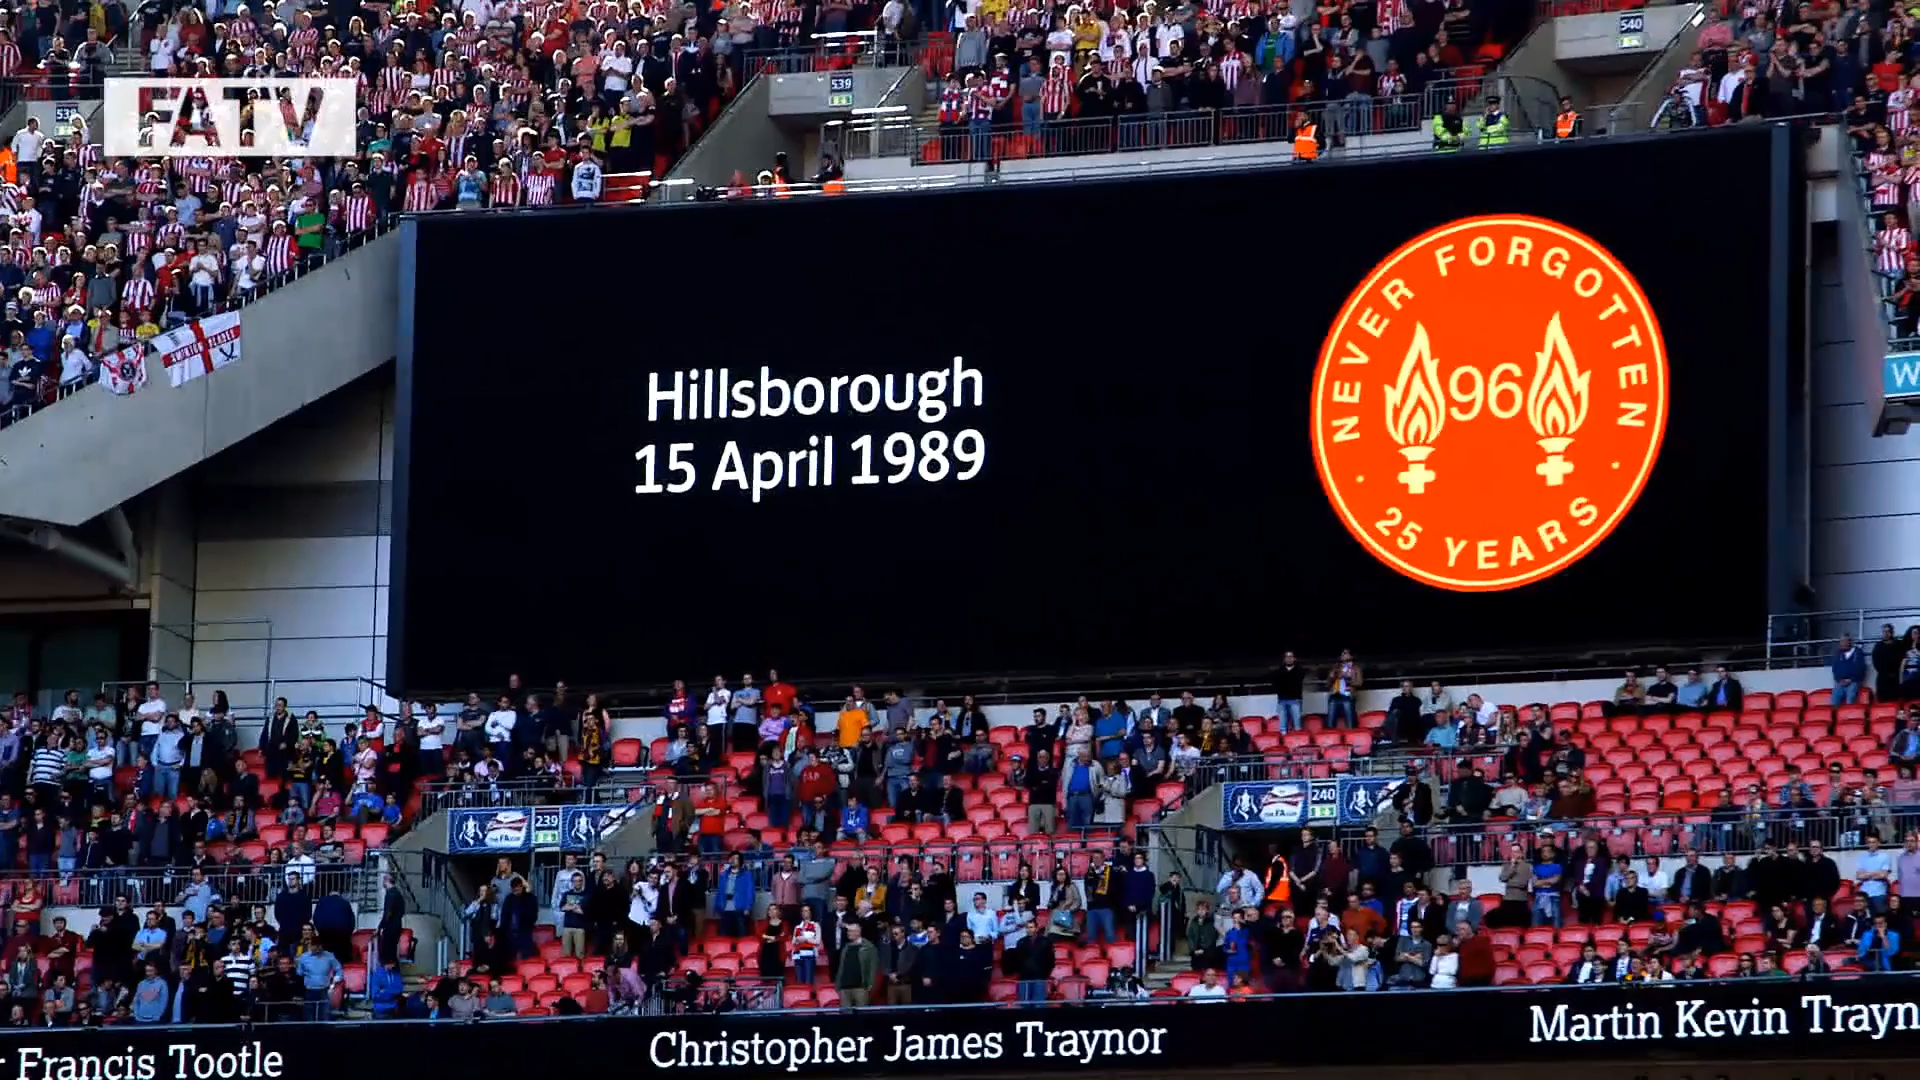 540
539
538
FATV
NEVER FORGOTTEN
96
25 YEARS
Hillsborough
15 April 1989
W
239
240
Francis Tootle
Christopher James Traynor
Martin Kevin Trayn